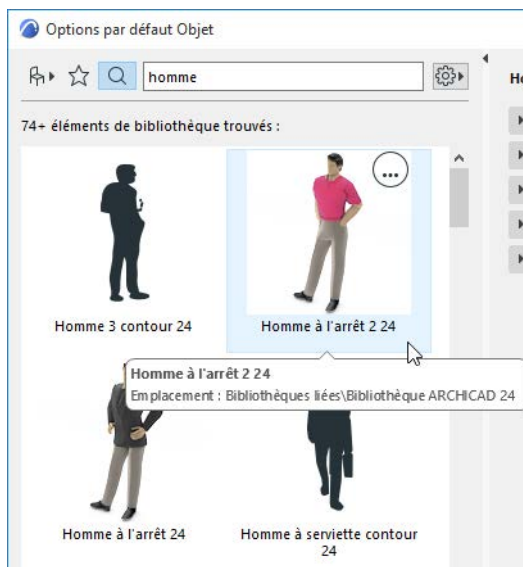 Options par défaut Objet
homme
74+ éléments de bibliothèque trouvés :
...
Homme 3 contour 24
Homme à l'arrêt 2 24
Homme à l'arrêt 2 24
Emplacement : Bibliothèques liées\Bibliothèque ARCHICAD 24
Homme à l'arrêt 24
Homme à serviette contour
24